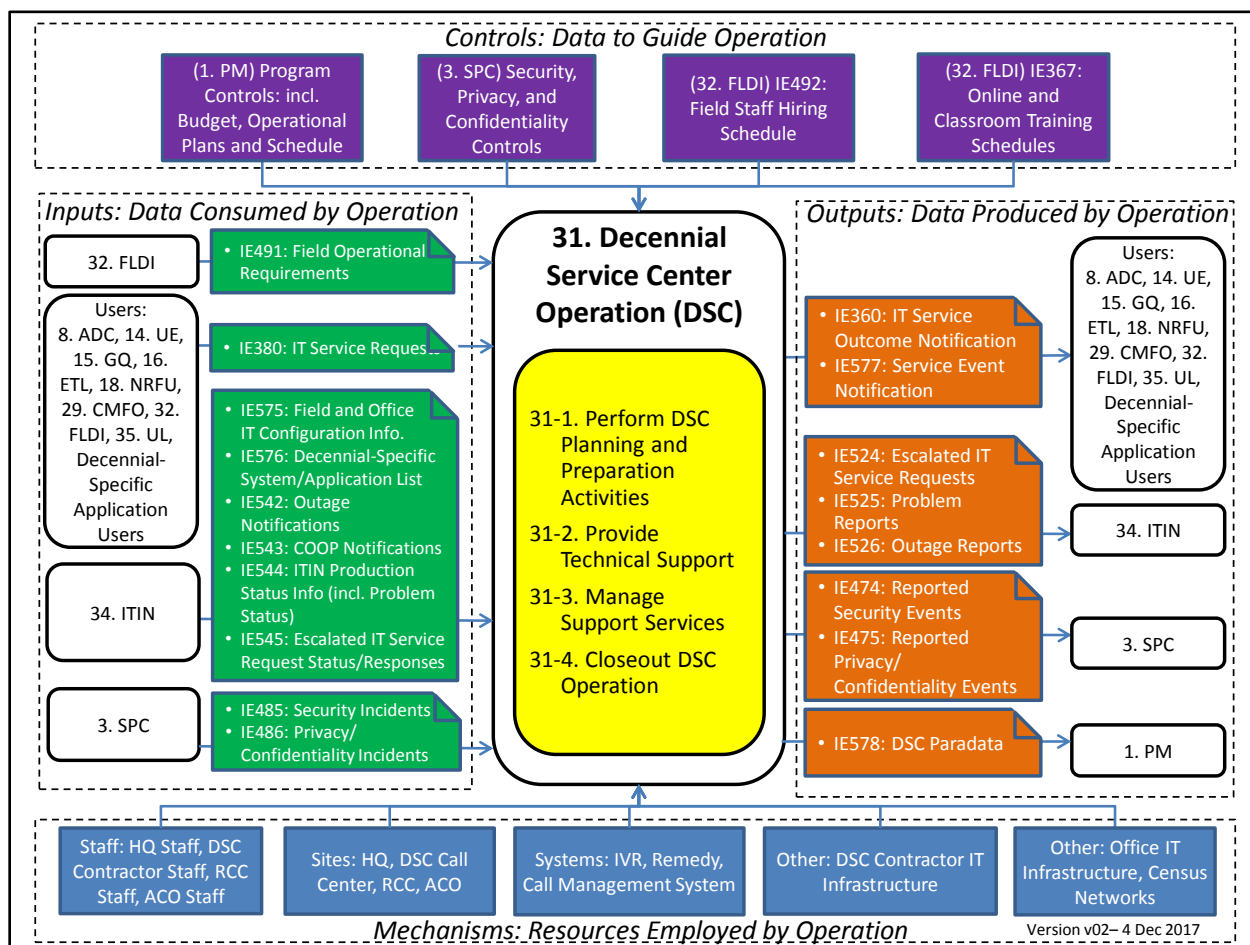 Controls: Data to Guide Operation
(1. PM) Program
Controls: incl.
Budget, Operational
Plans and Schedule
(3. SPC) Security,
Privacy, and
Confidentiality
Controls
(32. FLDI) IE492:
Field Staff Hiring
Schedule
(32. FLDI) IE367:
Online and
Classroom Training
Schedules
Inputs: Data Consumed by Operation
32. FLDI
• IE491: Field Operational
Requirements
Users:
8. ADC, 14. UE,
15. GQ, 16.
ETL, 18. NRFU,
29. CMFO, 32.
FLDI, 35. UL,
Decennial-
Specific
Application
Users
• IE380: IT Service Requests
• IE575: Field and Office
IT Configuration Info.
• IE576: Decennial-Specific
System/Application List
• IE542: Outage
Notifications
• IE543: COOP Notifications
• IE544: ITIN Production
Status Info (incl. Problem
Status)
• IE545: Escalated IT Service
Request Status/Responses
34. ITIN
3. SPC
• IE485: Security Incidents
• IE486: Privacy/
Confidentiality Incidents
31. Decennial
Service Center
Operation (DSC)
31-1. Perform DSC
Planning and
Preparation
Activities
31-2. Provide
Technical Support
31-3. Manage
Support Services
31-4. Closeout DSC
Operation
Outputs: Data Produced by Operation
• IE360: IT Service
Outcome Notification
• IE577: Service Event
Notification
Users:
8. ADC, 14. UE,
15. GQ, 16.
ETL, 18. NRFU,
29. CMFO, 32.
FLDI, 35. UL,
Decennial-
Specific
Application
Users
• IE524: Escalated IT
Service Requests
• IE525: Problem
Reports
• IE526: Outage Reports
34. ITIN
• IE474: Reported
Security Events
• IE475: Reported
Privacy/
Confidentiality Events
3. SPC
• IE578: DSC Paradata
1. PM
Staff: HQ Staff, DSC
Contractor Staff, RCC
Staff, ACO Staff
Sites: HQ, DSC Call
Center, RCC, ACO
Systems: IVR, Remedy,
Call Management System
Other: DSC Contractor IT
Infrastructure
Other: Office IT
Infrastructure, Census
Networks
Mechanisms: Resources Employed by Operation
Version v02– 4 Dec 2017